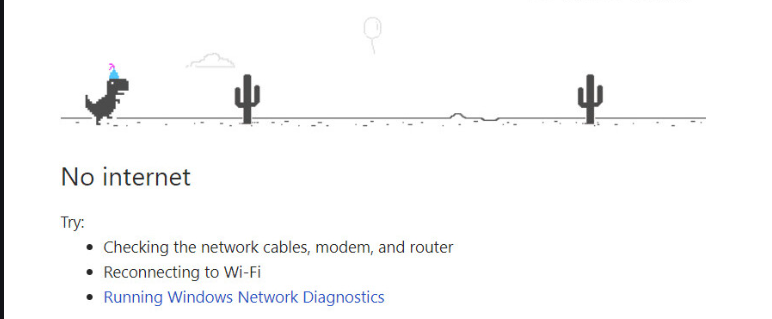 No internet
Try:
• Checking the network cables, modem, and router
• Reconnecting to Wi-Fi
• Running Windows Network Diagnostics